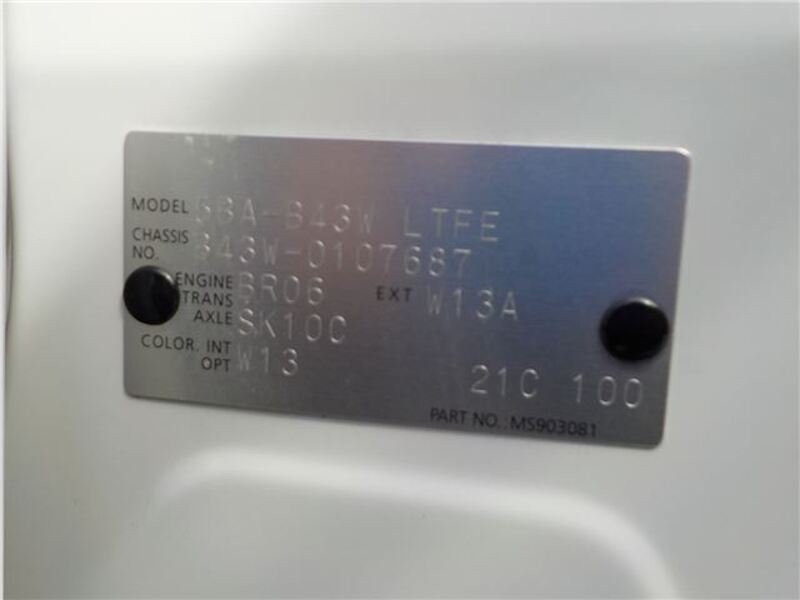 MODEL 5BA-B43W LTFE
CHASSIS NO. B43W-0107687
ENGINE BR06 EXT W13A
TRANS AXLE SK10C
COLOR. INT OPT W13 21C 100
PART NO.: MS903081